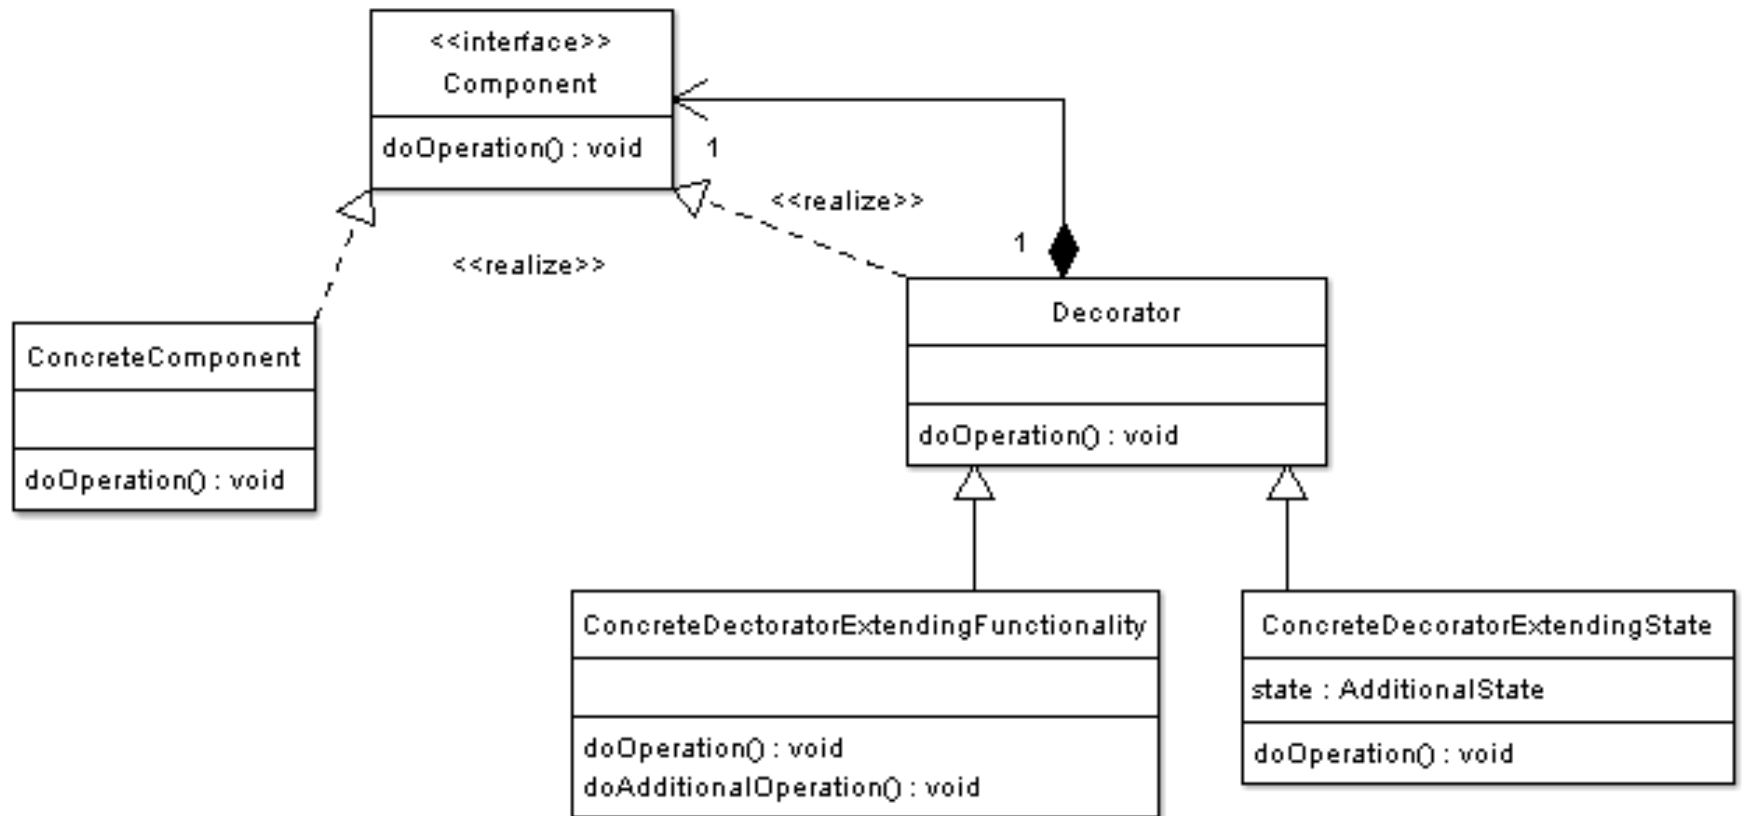 <<interface>>
Component
doOperation() : void
1
<<realize>>
1
<<realize>>
Decorator
doOperation() : void
ConcreteComponent
doOperation() : void
ConcreteDectoratorExtendingFunctionality
doOperation() : void
doAdditionalOperation() : void
ConcreteDecoratorExtendingState
state : AdditionalState
doOperation() : void